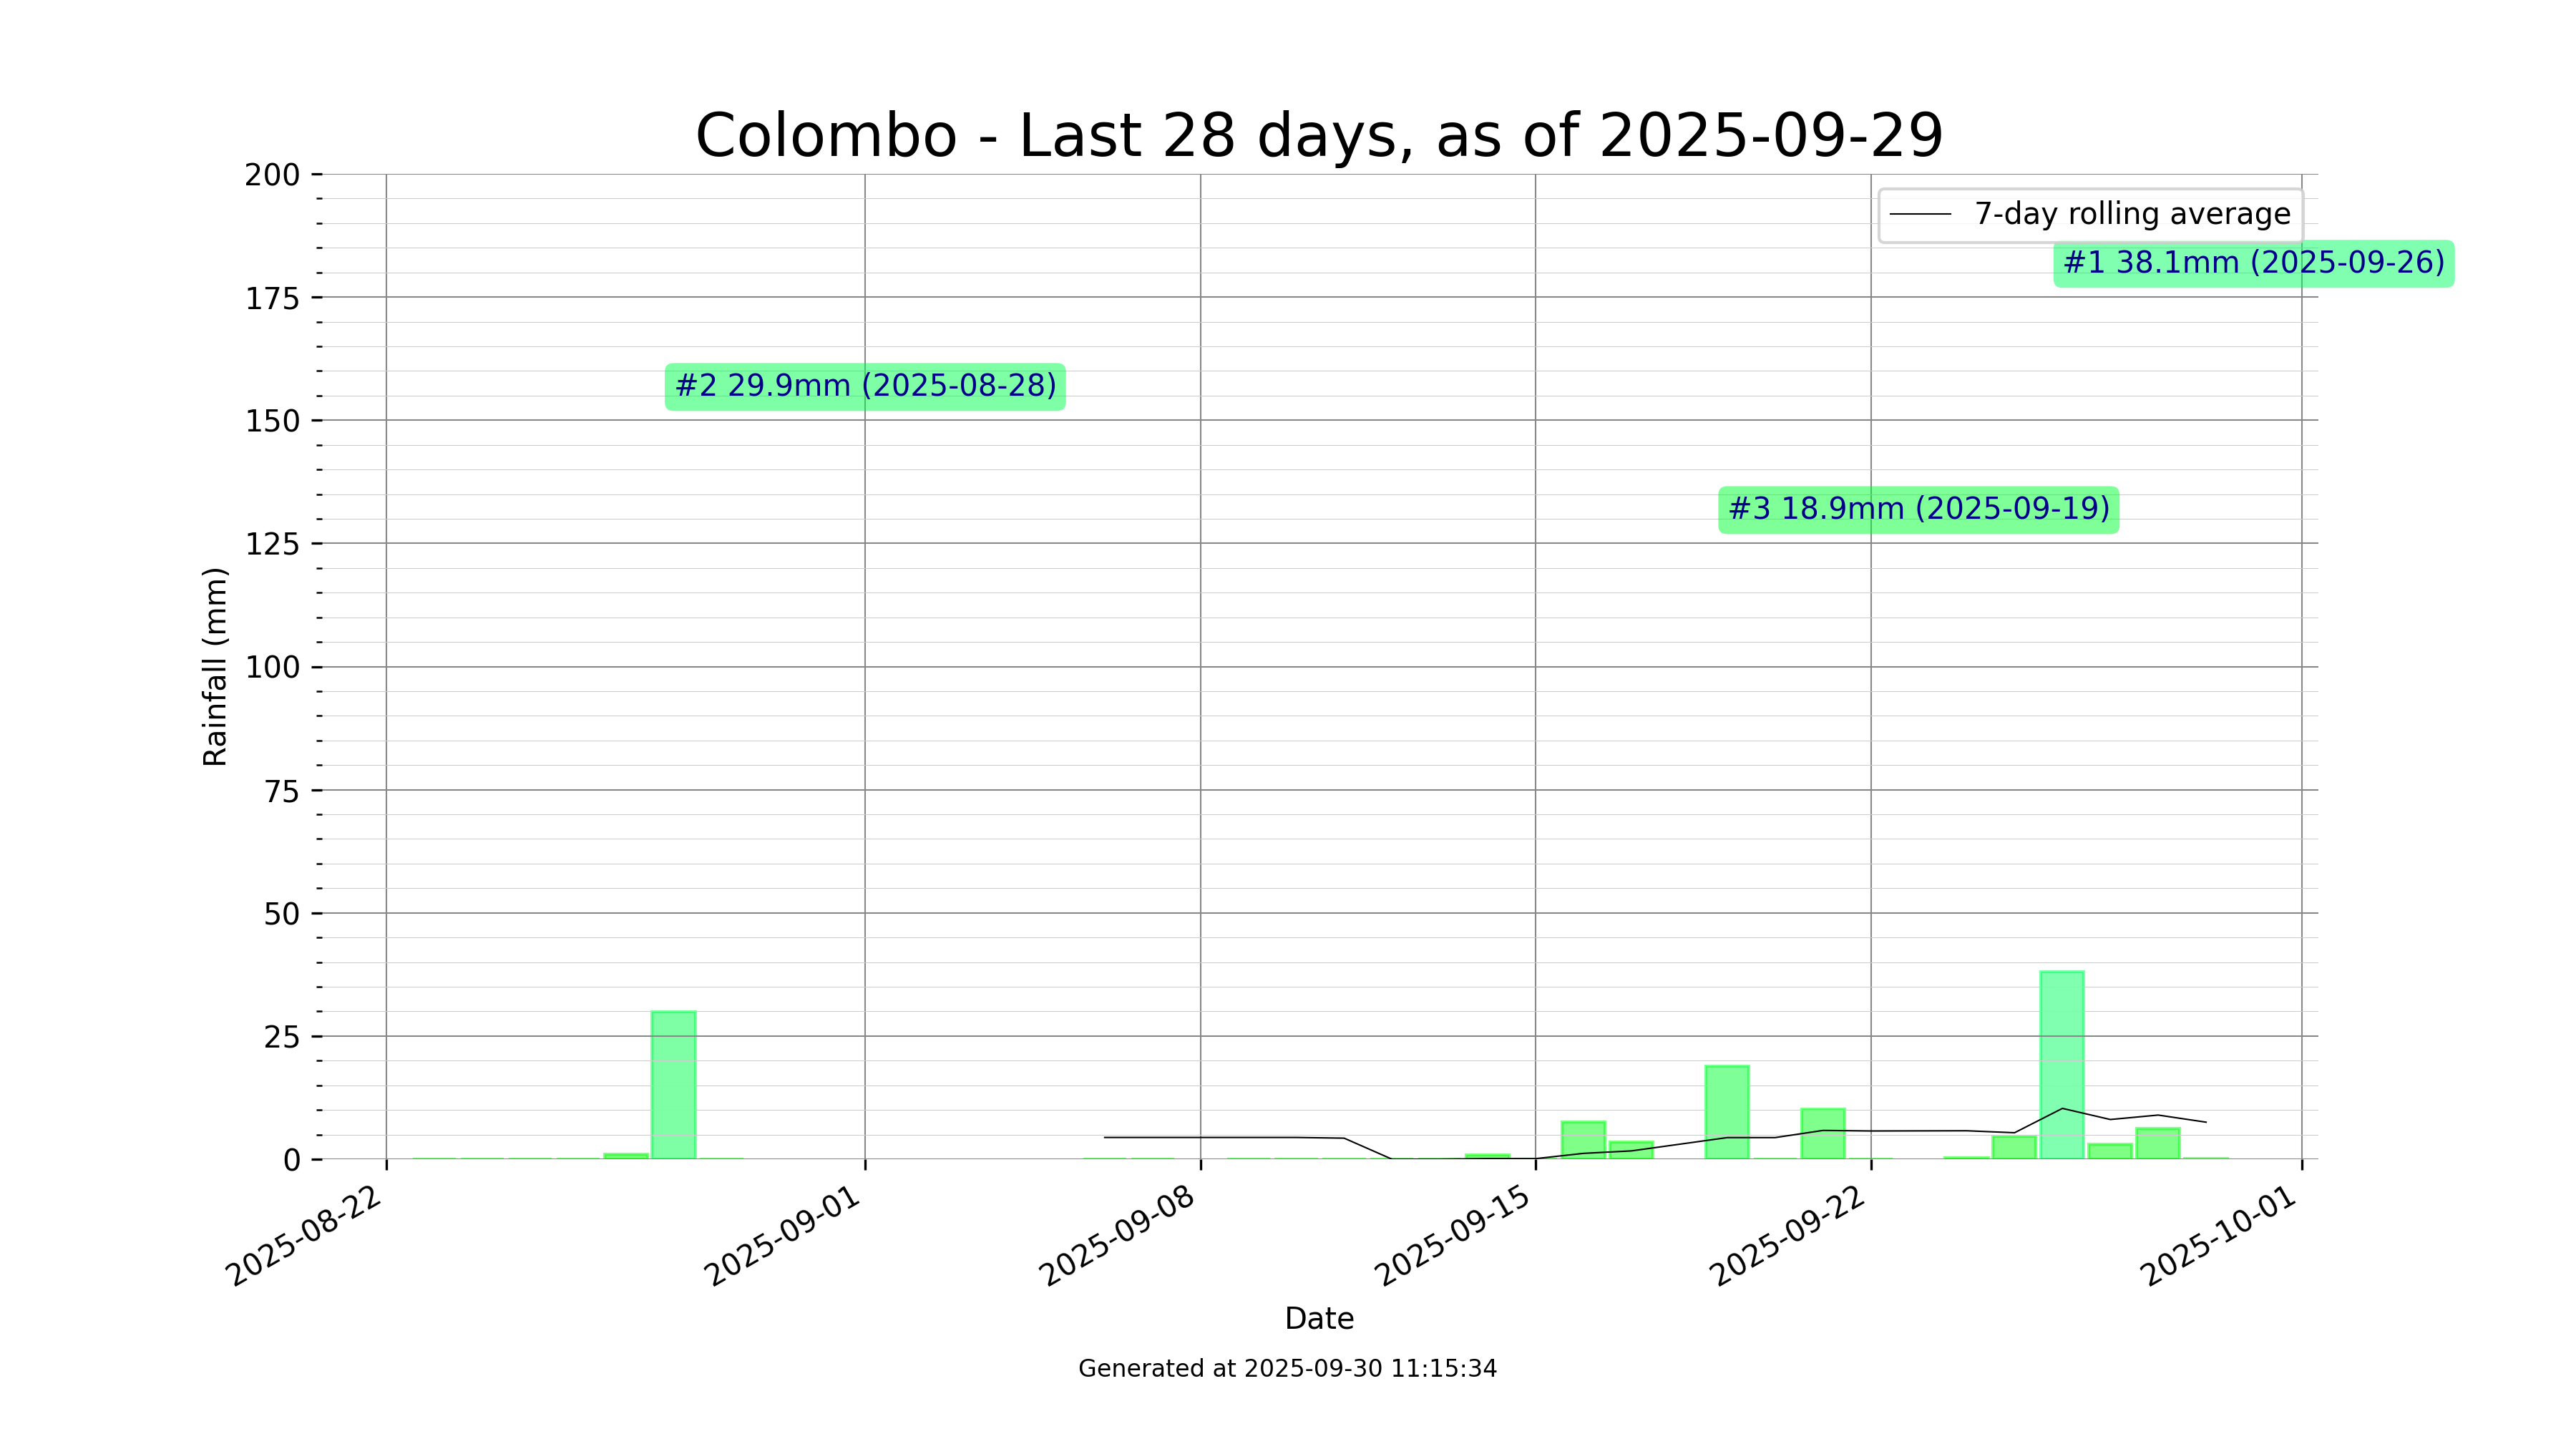 Colombo - Last 28 days, as of 2025-09-29
200
175
150
125
100
75
50
25
0
Rainfall (mm)
7-day rolling average
#1 38.1mm (2025-09-26)
#2 29.9mm (2025-08-28)
#3 18.9mm (2025-09-19)
2025-08-22
2025-09-01
2025-09-08
2025-09-15
2025-09-22
2025-10-01
Date
Generated at 2025-09-30 11:15:34